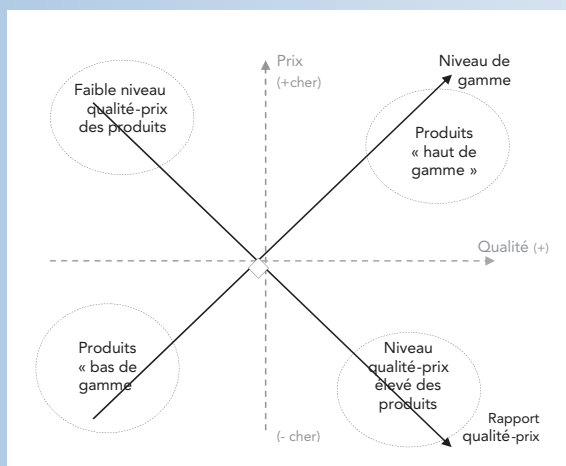 Prix
(+cher)
Niveau de
gamme
Faible niveau
qualité-prix
des produits
Produits
« haut de
gamme »
Qualité (+)
Produits
« bas de
gamme
Niveau
qualité-prix
élevé des
produits
(- cher)
Rapport
qualité-prix